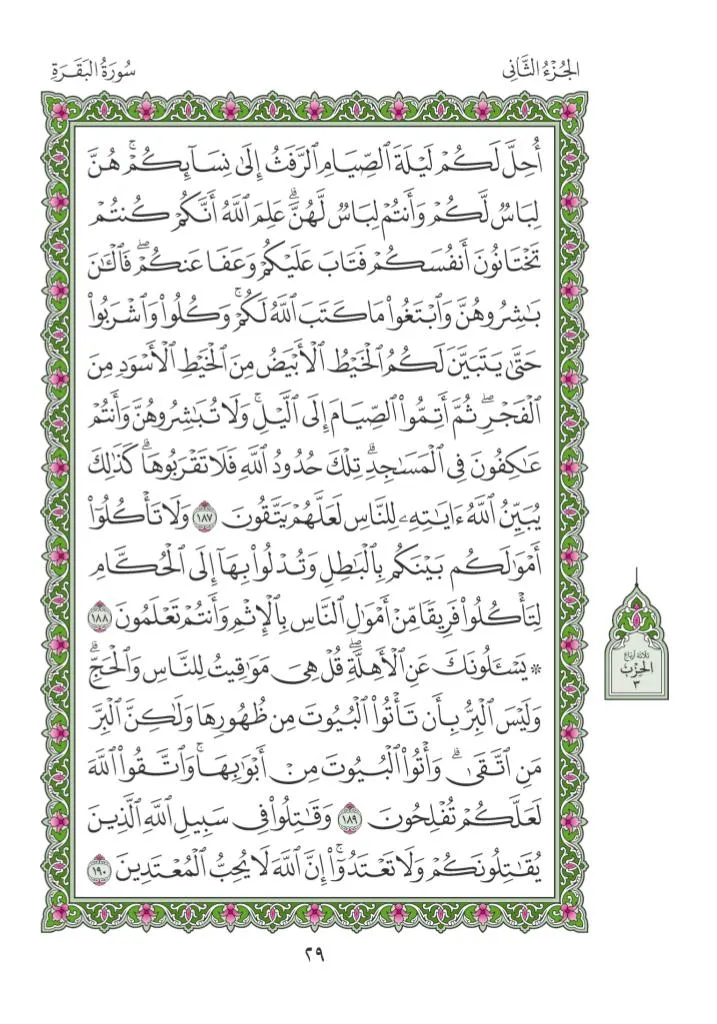 الجُزْءُ الثَّانِي
سُورَةُ البَقَرَةِ
أُحِلَّ لَكُمۡ لَيۡلَةَ ٱلصِّيَامِ ٱلرَّفَثُ إِلَىٰ نِسَآئِكُمۡۚ هُنَّ
لِبَاسٞ لَّكُمۡ وَأَنتُمۡ لِبَاسٞ لَّهُنَّۗ عَلِمَ ٱللَّهُ أَنَّكُمۡ كُنتُمۡ
تَخۡتَانُونَ أَنفُسَكُمۡ فَتَابَ عَلَيۡكُمۡ وَعَفَا عَنكُمۡۖ فَٱلۡـَٰٔنَ
بَٰشِرُوهُنَّ وَٱبۡتَغُواْ مَا كَتَبَ ٱللَّهُ لَكُمۡۚ وَكُلُواْ وَٱشۡرَبُواْ
حَتَّىٰ يَتَبَيَّنَ لَكُمُ ٱلۡخَيۡطُ ٱلۡأَبۡيَضُ مِنَ ٱلۡخَيۡطِ ٱلۡأَسۡوَدِ مِنَ
ٱلۡفَجۡرِۖ ثُمَّ أَتِمُّواْ ٱلصِّيَامَ إِلَى ٱلَّيۡلِۚ وَلَا تُبَٰشِرُوهُنَّ وَأَنتُمۡ
عَٰكِفُونَ فِي ٱلۡمَسَٰجِدِۗ تِلۡكَ حُدُودُ ٱللَّهِ فَلَا تَقۡرَبُوهَاۗ كَذَٰلِكَ
يُبَيِّنُ ٱللَّهُ ءَايَٰتِهِۦ لِلنَّاسِ لَعَلَّهُمۡ يَتَّقُونَ ١٨٧ وَلَا تَأۡكُلُوٓاْ
أَمۡوَٰلَكُم بَيۡنَكُم بِٱلۡبَٰطِلِ وَتُدۡلُواْ بِهَآ إِلَى ٱلۡحُكَّامِ
لِتَأۡكُلُواْ فَرِيقٗا مِّنۡ أَمۡوَٰلِ ٱلنَّاسِ بِٱلۡإِثۡمِ وَأَنتُمۡ تَعۡلَمُونَ ١٨٨
۞ يَسۡـَٔلُونَكَ عَنِ ٱلۡأَهِلَّةِۖ قُلۡ هِيَ مَوَٰقِيتُ لِلنَّاسِ وَٱلۡحَجِّۗ
وَلَيۡسَ ٱلۡبِرُّ بِأَن تَأۡتُواْ ٱلۡبُيُوتَ مِن ظُهُورِهَا وَلَٰكِنَّ ٱلۡبِرَّ
مَنِ ٱتَّقَىٰۗ وَأۡتُواْ ٱلۡبُيُوتَ مِنۡ أَبۡوَٰبِهَاۚ وَٱتَّقُواْ ٱللَّهَ
لَعَلَّكُمۡ تُفۡلِحُونَ ١٨٩ وَقَٰتِلُواْ فِي سَبِيلِ ٱللَّهِ ٱلَّذِينَ
يُقَٰتِلُونَكُمۡ وَلَا تَعۡتَدُوٓاْۚ إِنَّ ٱللَّهَ لَا يُحِبُّ ٱلۡمُعۡتَدِينَ ١٩٠
ثلاثة أرباع
الحزب
٣
٢٩